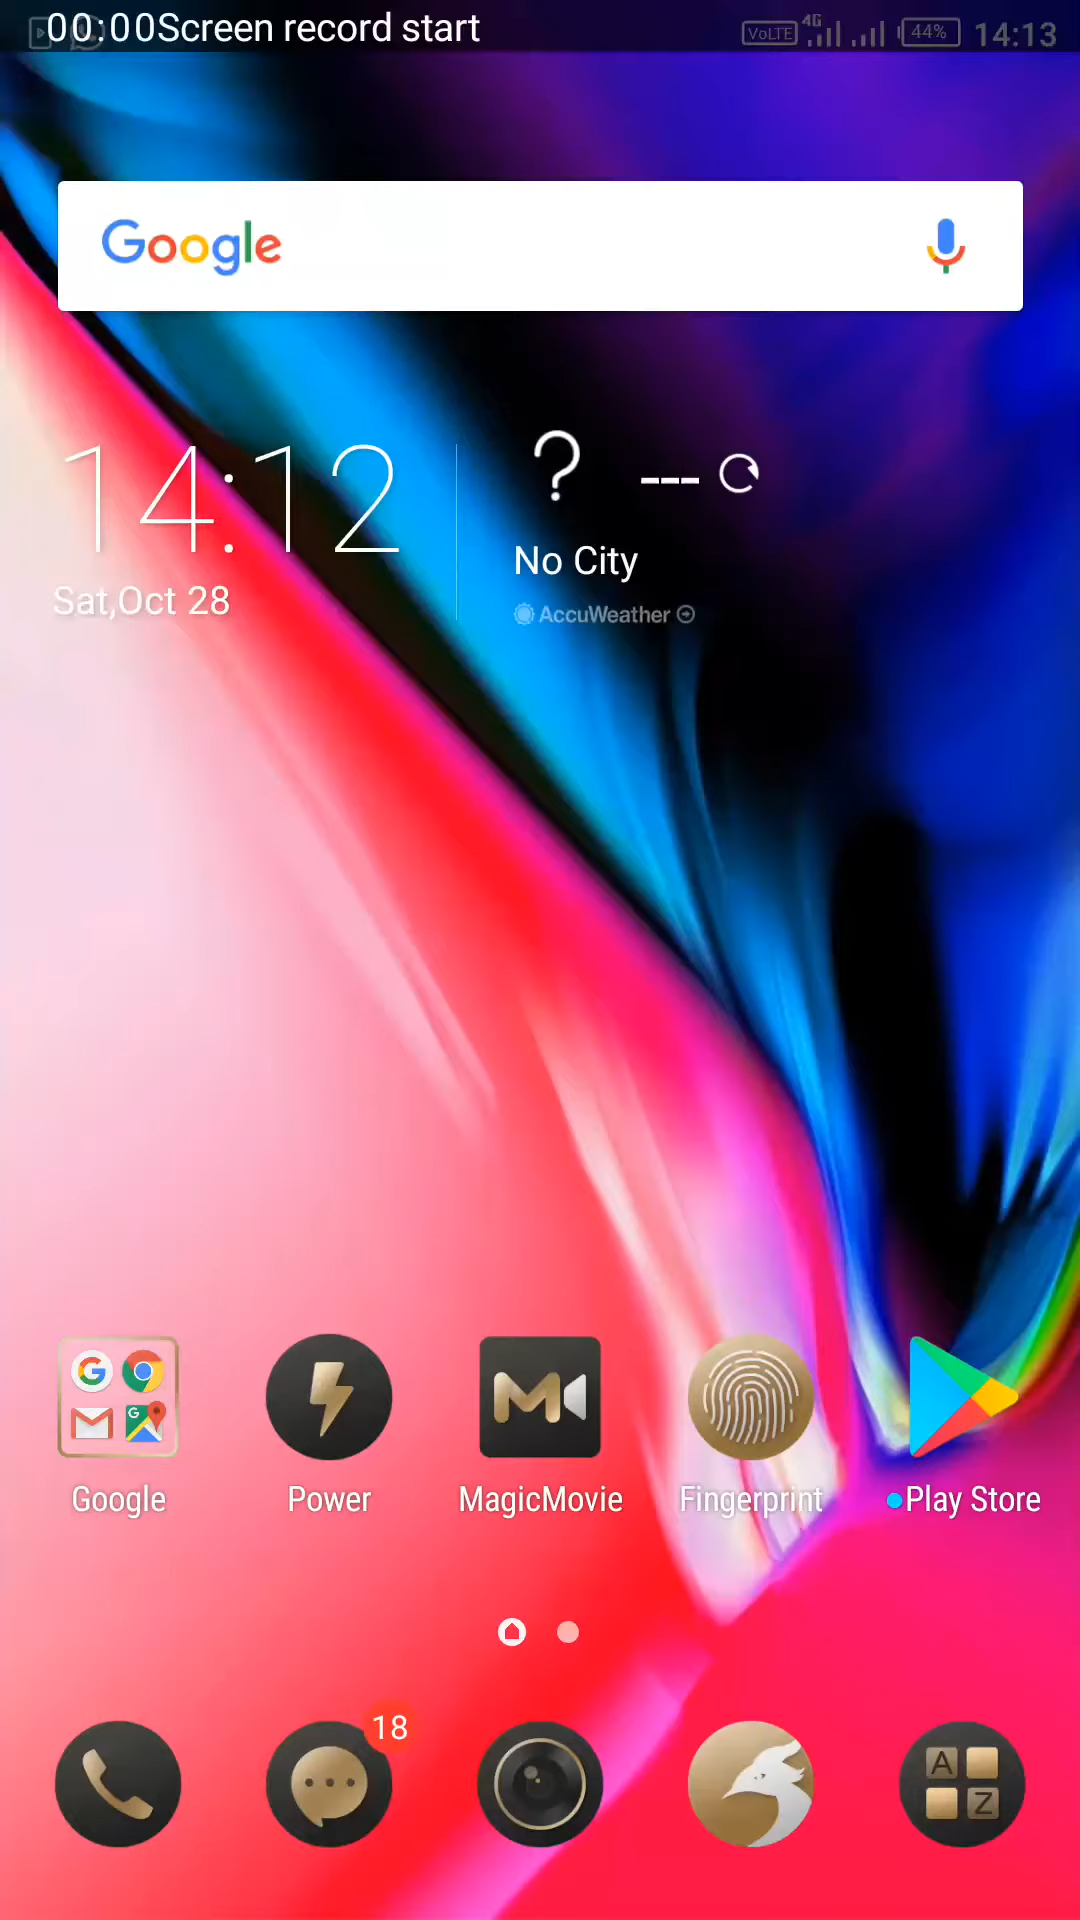 00:00Screen record start
VoLTE 4G 44% 14:13
Google
14:12
? --- 
No City
Sat,Oct 28
AccuWeather
Google Power MagicMovie Fingerprint Play Store
18
A
Z